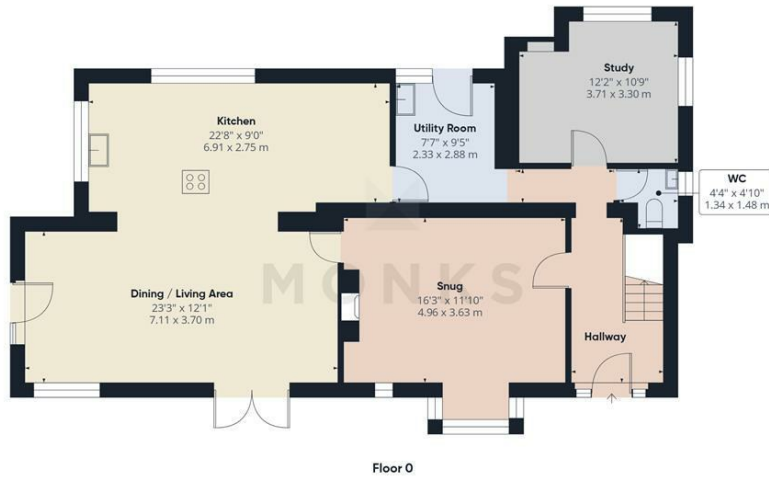 Study
12'2" x 10'9"
3.71 x 3.30 m
Kitchen
22'8" x 9'0"
6.91 x 2.75 m
Utility Room
7'7" x 9'5"
2.33 x 2.88 m
WC
4'4" x 4'10"
1.34 x 1.48 m
MONKS
Dining / Living Area
23'3" x 12'1"
7.11 x 3.70 m
Snug
16'3" x 11'10"
4.96 x 3.63 m
Hallway
Floor 0